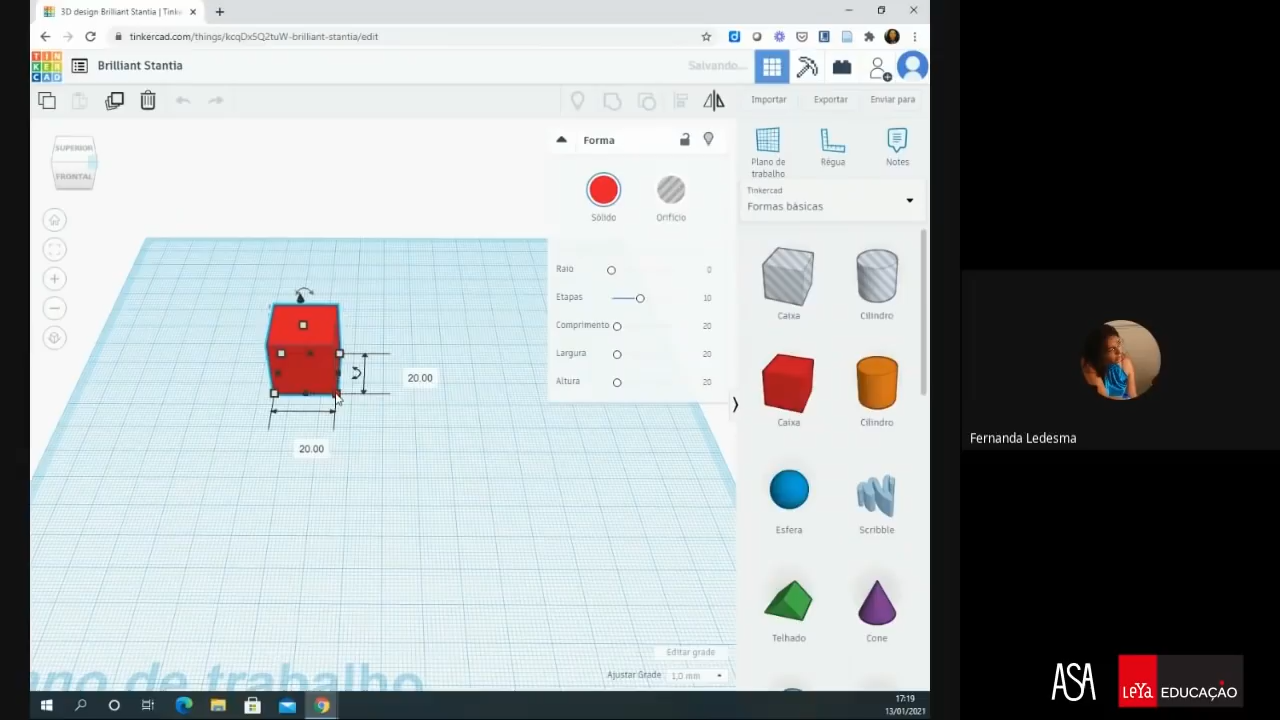 3D design Brilliant Stantia | Tink
tinkercad.com/things/kcqDx5Q2tuW-brilliant-stantia/edit
TIN
KER
CAD
Brilliant Stantia
Salvando...
Importar
Exportar
Enviar para
SUPERIOR
FRONTAL
Forma
Sólido
Orifício
Plano de
trabalho
Régua
Notes
Tinkercad
Formas básicas
Raio 0
Etapas 10
Comprimento 20
Largura 20
Altura 20
20.00
20.00
Caixa
Cilindro
Caixa
Cilindro
Esfera
Scribble
Telhado
Cone
Editar grade
Ajustar Grade 1,0 mm
ano de trabalho
17:19
13/01/2021
Fernanda Ledesma
ASA
LeYa EDUCAÇÃO